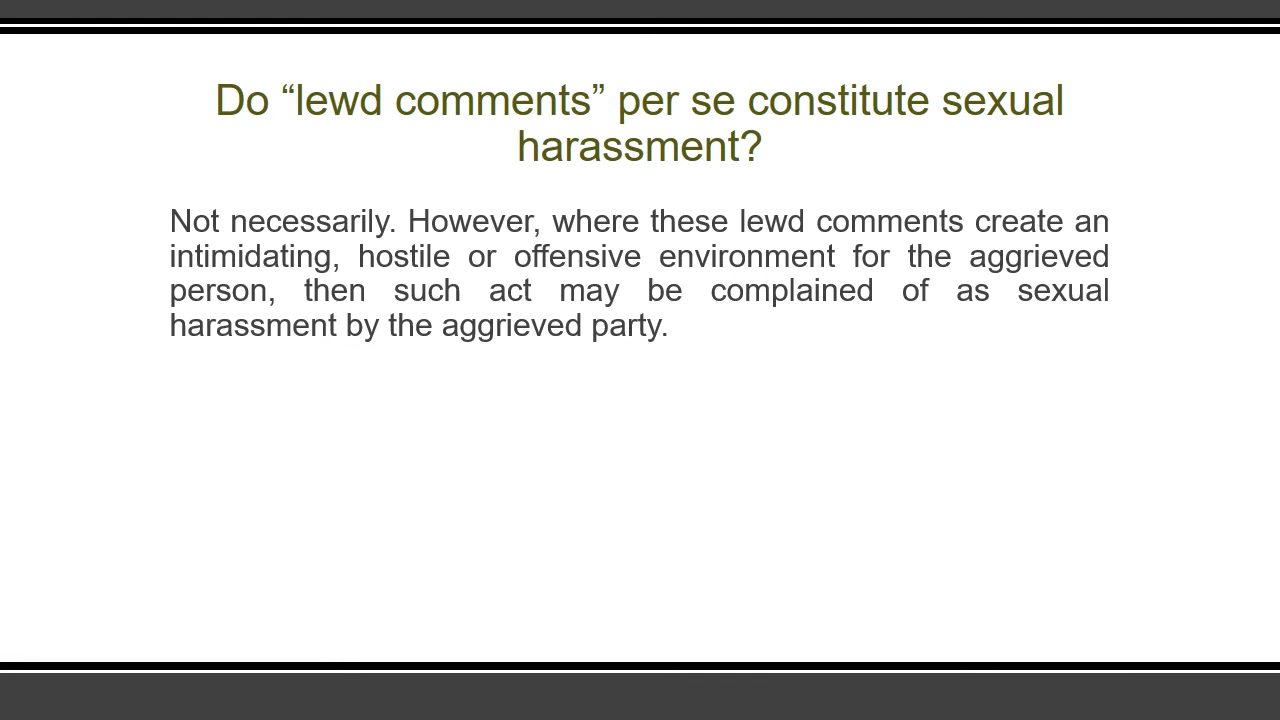 Do “lewd comments” per se constitute sexual
harassment?
Not necessarily. However, where these lewd comments create an
intimidating, hostile or offensive environment for the aggrieved
person, then such act may be complained of as sexual
harassment by the aggrieved party.